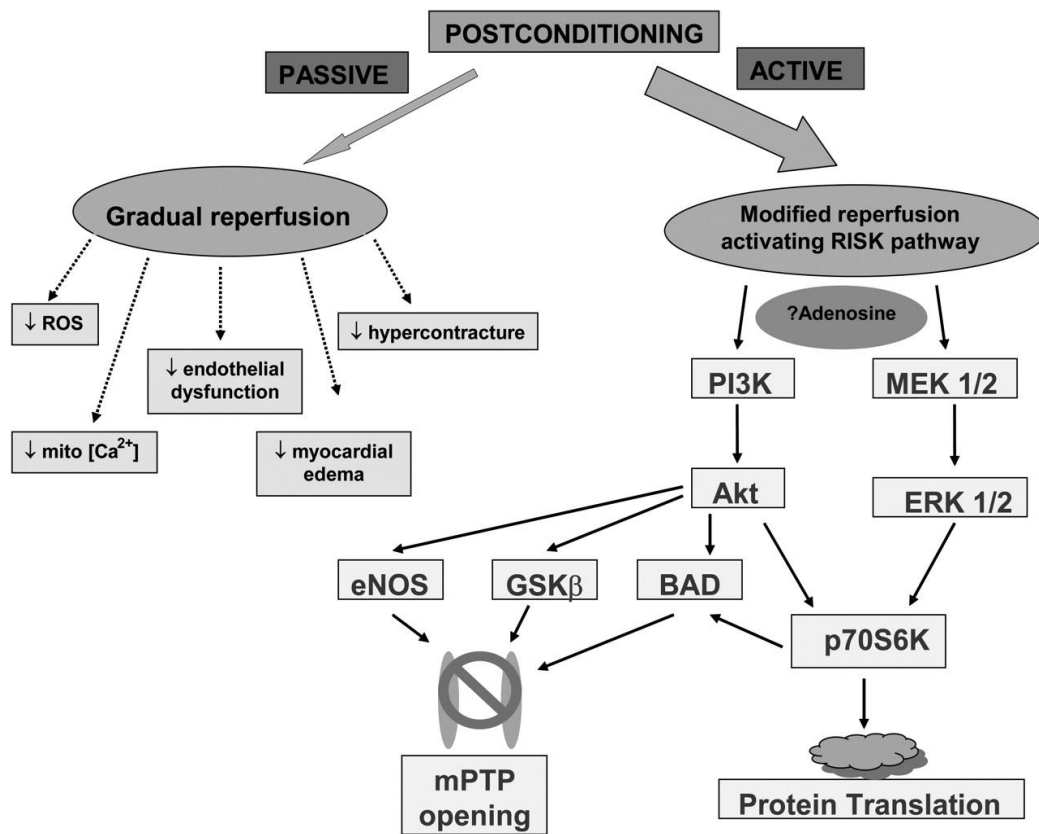 POSTCONDITIONING
PASSIVE
ACTIVE
Gradual reperfusion
Modified reperfusion
activating RISK pathway
?Adenosine
↓ ROS
↓ hypercontracture
↓ endothelial
dysfunction
↓ mito [Ca²⁺]
↓ myocardial
edema
PI3K
MEK 1/2
Akt
ERK 1/2
eNOS
GSKβ
BAD
p70S6K
mPTP
opening
Protein Translation